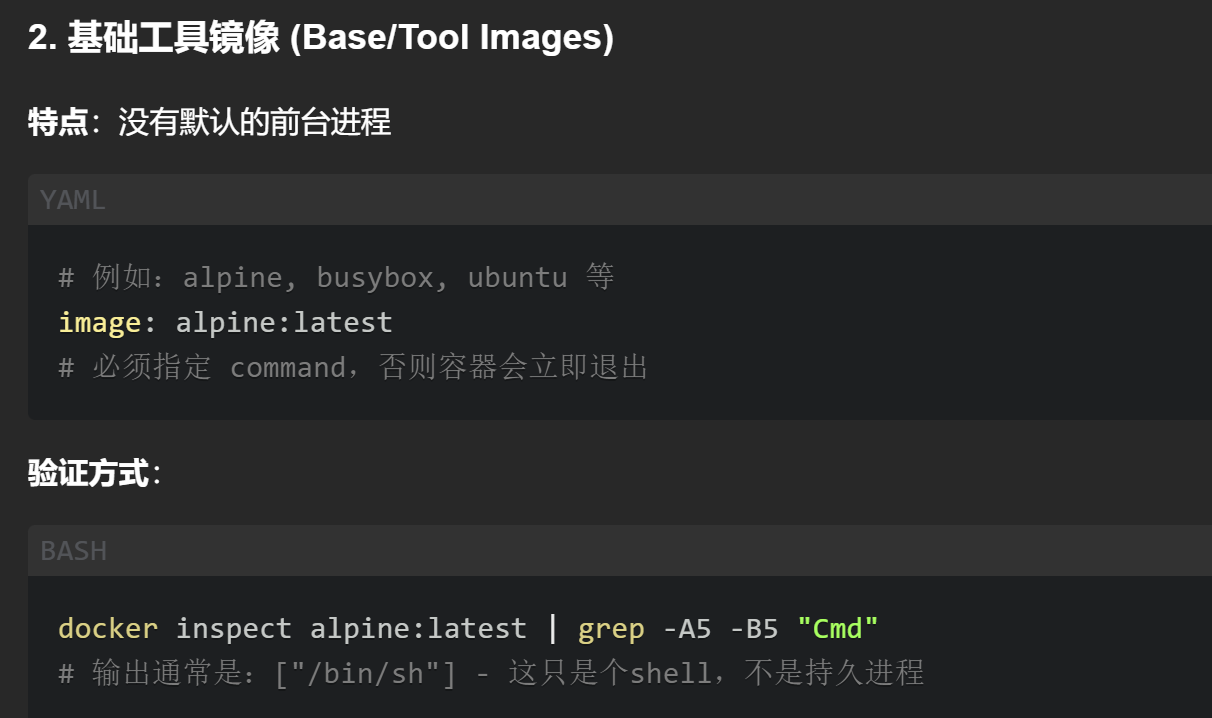 2. 基础工具镜像 (Base/Tool Images)
特点：没有默认的前台进程
YAML
# 例如：alpine, busybox, ubuntu 等
image: alpine:latest
# 必须指定 command，否则容器会立即退出
验证方式：
BASH
docker inspect alpine:latest | grep -A5 -B5 "Cmd"
# 输出通常是：["/bin/sh"] - 这只是个shell，不是持久进程